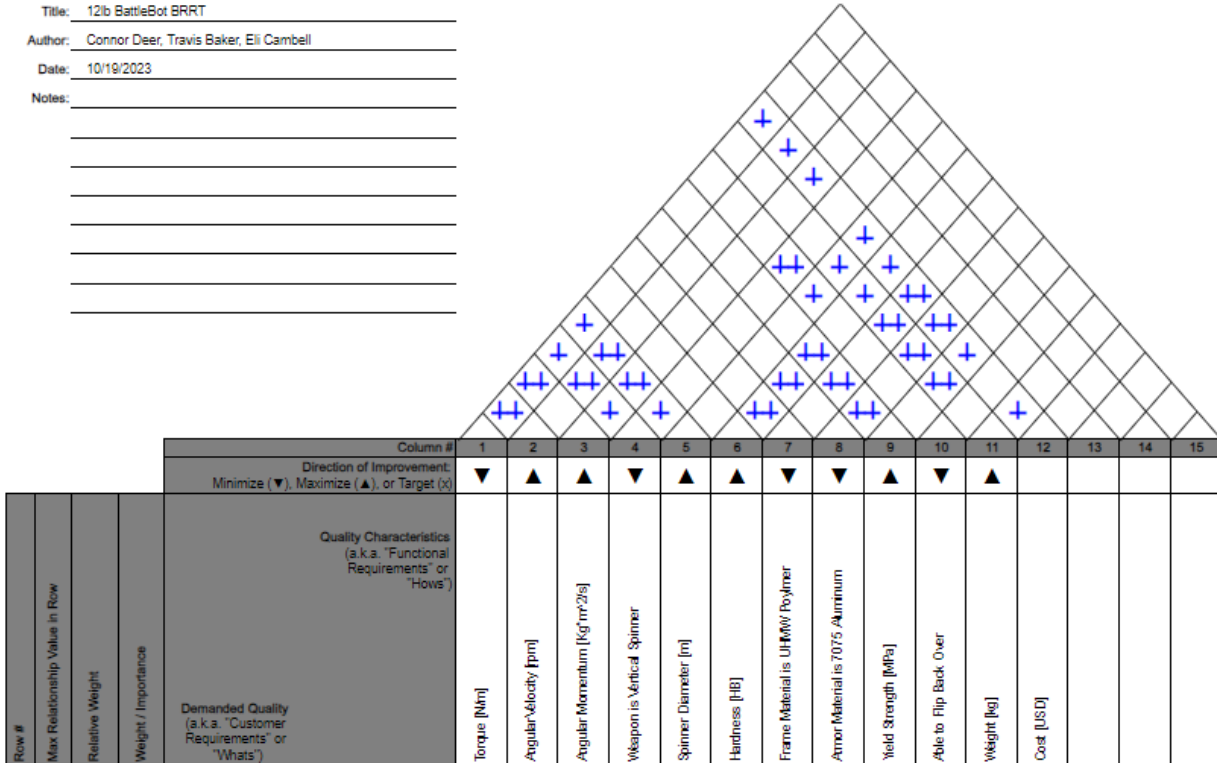 Title: 12lb BattleBot BRRT
Author: Connor Deer, Travis Baker, Eli Cambell
Date: 10/19/2023
Notes:
+
+
+
+
++ + +
+ + ++
+ ++ ++
+ ++ ++ ++ +
++ ++ ++ ++ ++ ++
++ + + ++ ++ +
Column # 1 2 3 4 5 6 7 8 9 10 11 12 13 14 15
Direction of Improvement:
Minimize (▼), Maximize (▲), or Target (x) ▼ ▲ ▲ ▼ ▲ ▲ ▼ ▼ ▲ ▼ ▲
Row #
Max Relationship Value in Row
Relative Weight
Weight / Importance
Quality Characteristics
(a.k.a. "Functional
Requirements" or
"Hows")
Demanded Quality
(a.k.a. "Customer
Requirements" or
"Whats")
Torque [N/m]
Angular Velocity [rpm]
Angular Momentum [Kg*m^2/s]
Weapon is Vertical Spinner
Spinner Diameter [m]
Hardness [HB]
Frame Material is UHMW Poylmer
Armor Material is 7075 Aluminum
Yield Strength [MPa]
Able to Flip Back Over
Weight [kg]
Cost [USD]